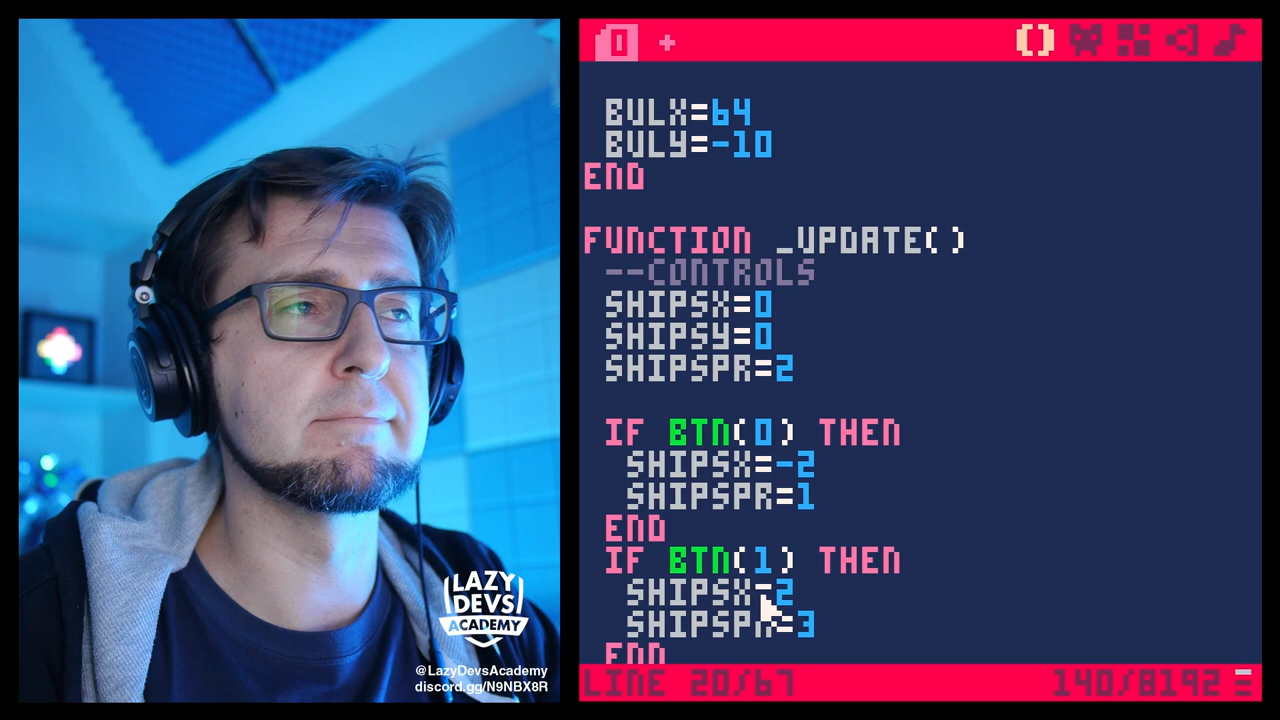 LAZY
DEVS
ACADEMY
@LazyDevsAcademy
discord.gg/N9NBX8R
0 +
BULX=64
BULY=-10
END
FUNCTION _UPDATE()
--CONTROLS
SHIPSX=0
SHIPSY=0
SHIPSPR=2
IF BTN(0) THEN
SHIPSX=-2
SHIPSPR=1
END
IF BTN(1) THEN
SHIPSX=2
SHIPSPR=3
END
LINE 20/67
140/8192